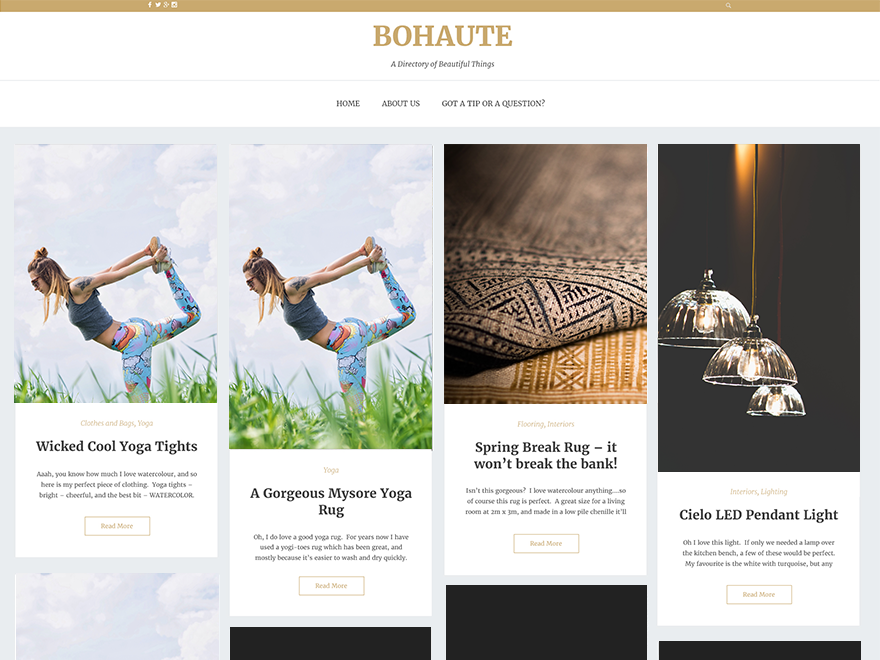 BOHAUTE
A Directory of Beautiful Things
HOME ABOUT US GOT A TIP OR A QUESTION?
Clothes and Bags, Yoga
Wicked Cool Yoga Tights
Aaah, you know how much I love watercolour, and so
here is my perfect piece of clothing. Yoga tights –
bright – cheerful, and the best bit – WATERCOLOR.
Read More
Yoga
A Gorgeous Mysore Yoga
Rug
Oh, I do love a good yoga rug. For years now I have
used a yogi-toes rug which has been great, and
mostly because it's easier to wash and dry quickly.
Read More
Flooring, Interiors
Spring Break Rug – it
won't break the bank!
Isn't this gorgeous? I love watercolour anything....so
of course this rug is perfect. A great size for a living
room at 2m x 3m, and made in a low pile chenille it'll
Read More
Interiors, Lighting
Cielo LED Pendant Light
Oh I love this light. If only we needed a lamp over
the kitchen bench, a few of these would be perfect.
My favourite is the white with turquoise, but any
Read More